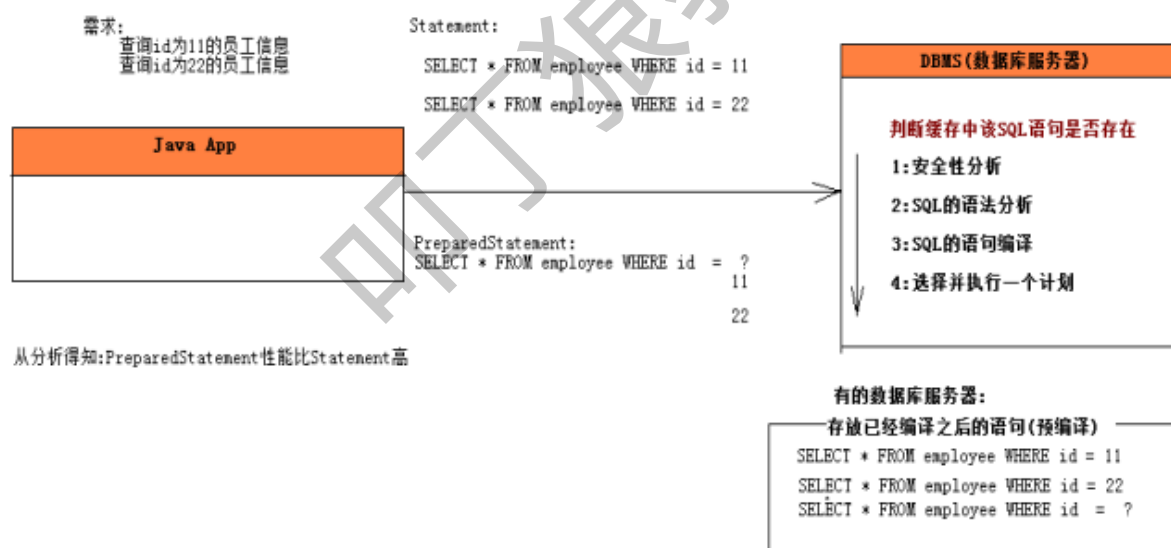 需求:
查询id为11的员工信息
查询id为22的员工信息
Statement:
SELECT * FROM employee WHERE id = 11
SELECT * FROM employee WHERE id = 22
Java App
PreparedStatement:
SELECT * FROM employee WHERE id = ?
11
22
从分析得知:PreparedStatement性能比Statement高
DBMS(数据库服务器)
判断缓存中该SQL语句是否存在
1:安全性分析
2:SQL的语法分析
3:SQL的语句编译
4:选择并执行一个计划
有的数据库服务器:
存放已经编译之后的语句(预编译)
SELECT * FROM employee WHERE id = 11
SELECT * FROM employee WHERE id = 22
SELECT * FROM employee WHERE id = ?
叩丁狼